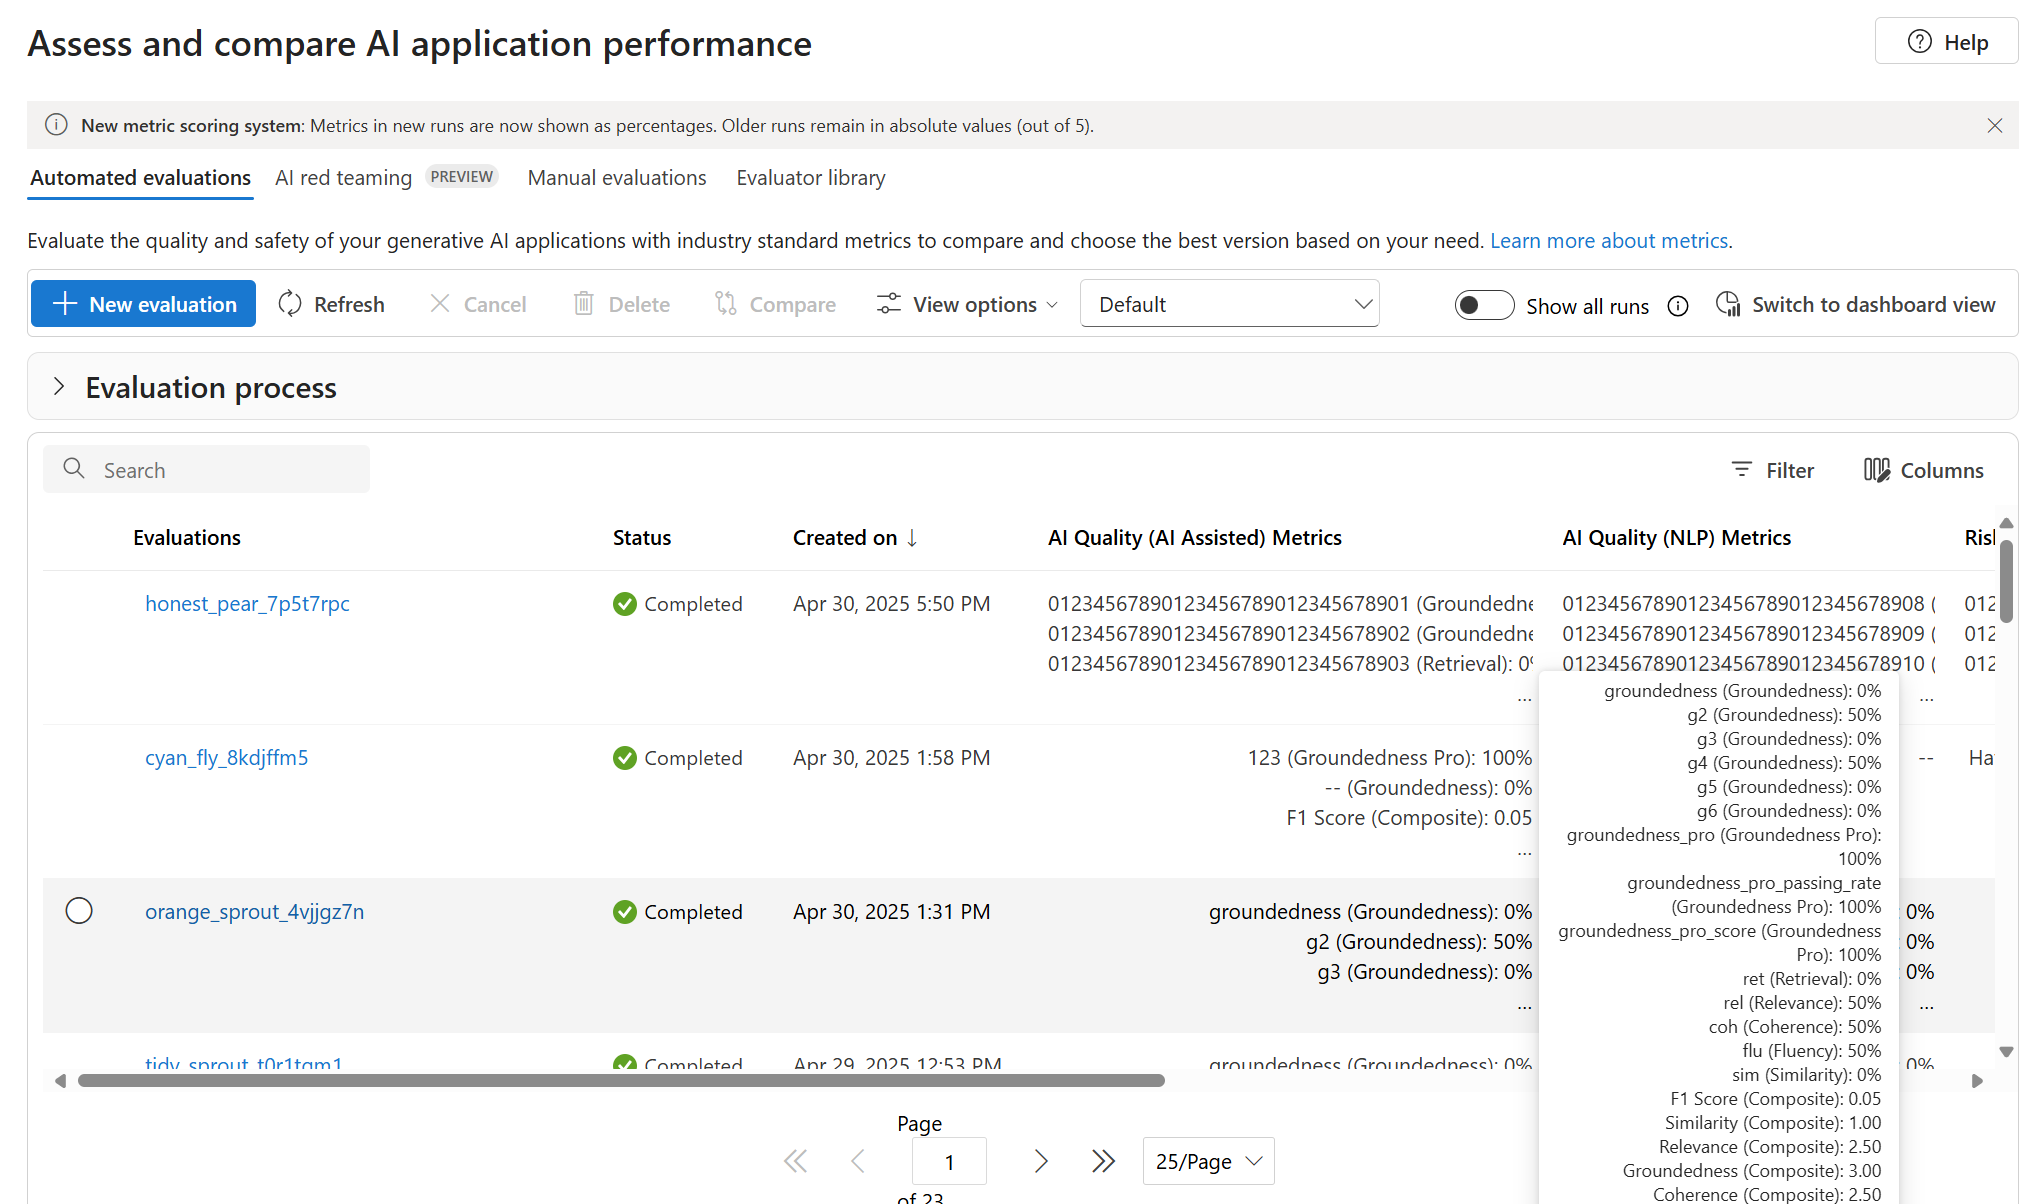 Assess and compare AI application performance
Help
New metric scoring system: Metrics in new runs are now shown as percentages. Older runs remain in absolute values (out of 5).
Automated evaluations
AI red teaming
PREVIEW
Manual evaluations
Evaluator library
Evaluate the quality and safety of your generative AI applications with industry standard metrics to compare and choose the best version based on your need. Learn more about metrics.
New evaluation
Refresh
Cancel
Delete
Compare
View options
Default
Show all runs
Switch to dashboard view
Evaluation process
Search
Filter
Columns
Evaluations
Status
Created on ↓
AI Quality (AI Assisted) Metrics
AI Quality (NLP) Metrics
Risk
honest_pear_7p5t7rpc
Completed
Apr 30, 2025 5:50 PM
01234567890123456789012345678901 (Groundedne
01234567890123456789012345678902 (Groundedne
01234567890123456789012345678903 (Retrieval): 0%
...
01234567890123456789012345678908 (
01234567890123456789012345678909 (
01234567890123456789012345678910 (
...
012
012
012
cyan_fly_8kdjffm5
Completed
Apr 30, 2025 1:58 PM
123 (Groundedness Pro): 100%
-- (Groundedness): 0%
F1 Score (Composite): 0.05
...
--
Ha
orange_sprout_4vjjgz7n
Completed
Apr 30, 2025 1:31 PM
groundedness (Groundedness): 0%
g2 (Groundedness): 50%
g3 (Groundedness): 0%
...
: 0%
: 0%
: 0%
...
tidy_sprout_t0r1tqm1
Completed
Apr 29, 2025 12:53 PM
groundedness (Groundedness): 0%
: 0%
groundedness (Groundedness): 0%
g2 (Groundedness): 50%
g3 (Groundedness): 0%
g4 (Groundedness): 50%
g5 (Groundedness): 0%
g6 (Groundedness): 0%
groundedness_pro (Groundedness Pro):
100%
groundedness_pro_passing_rate
(Groundedness Pro): 100%
groundedness_pro_score (Groundedness
Pro): 100%
ret (Retrieval): 0%
rel (Relevance): 50%
coh (Coherence): 50%
flu (Fluency): 50%
sim (Similarity): 0%
F1 Score (Composite): 0.05
Similarity (Composite): 1.00
Relevance (Composite): 2.50
Groundedness (Composite): 3.00
Coherence (Composite): 2.50
Page
1
of 23
25/Page